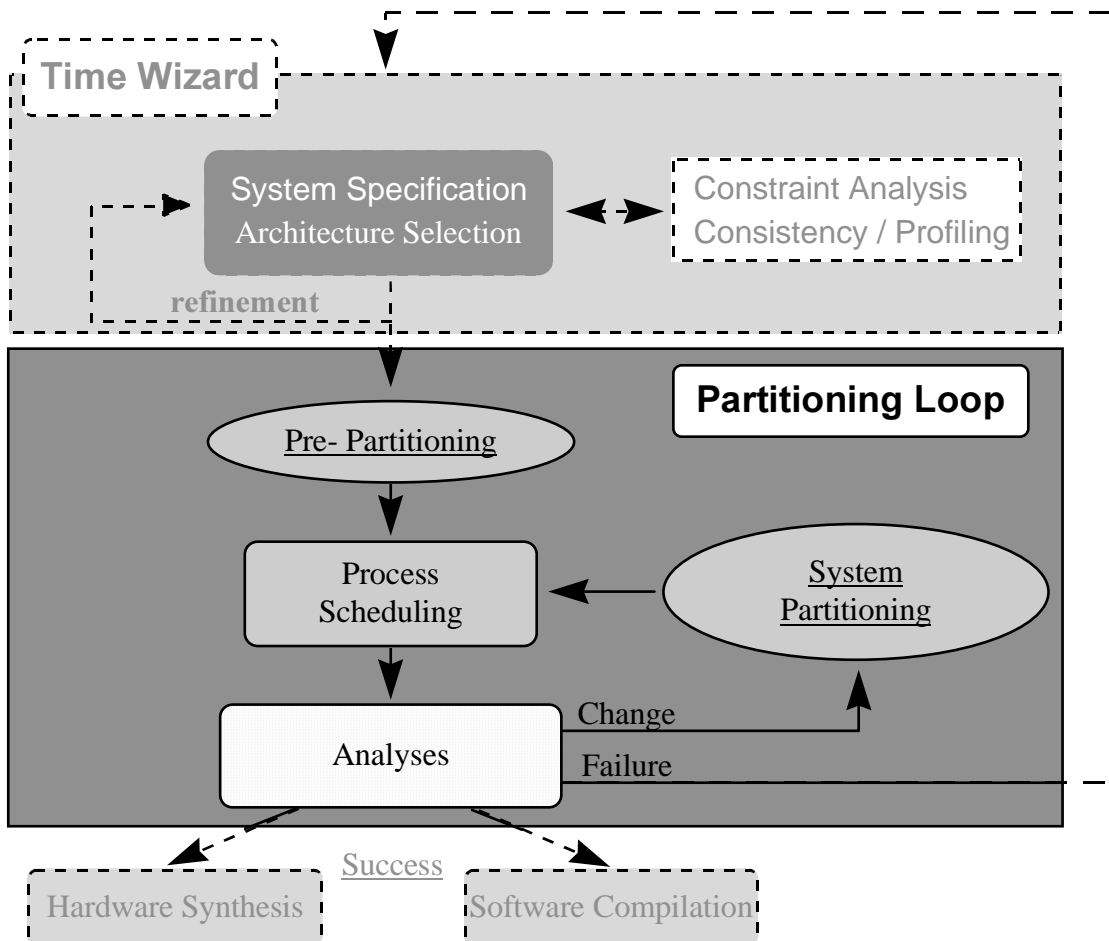 Time Wizard
System Specification
Architecture Selection
Constraint Analysis
Consistency / Profiling
refinement
Partitioning Loop
Pre- Partitioning
Process
Scheduling
System
Partitioning
Analyses
Change
Failure
Success
Hardware Synthesis
Software Compilation